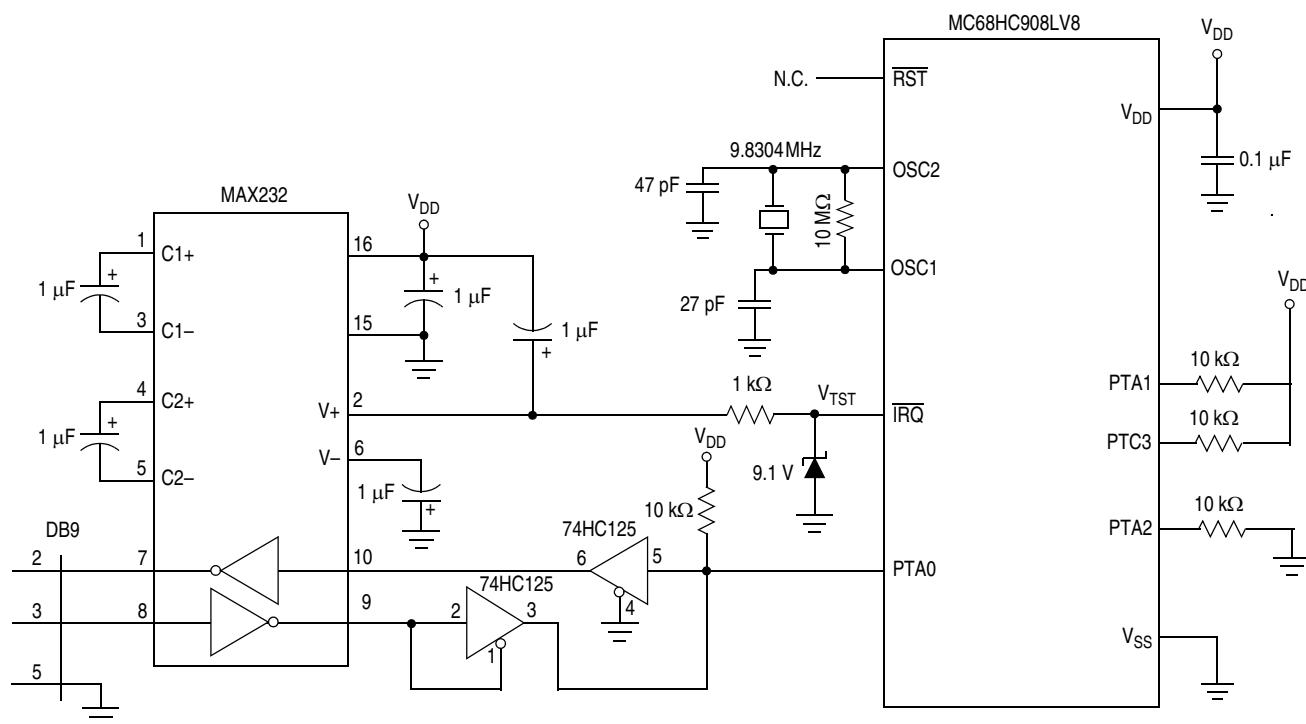 MC68HC908LV8
V_DD
N.C.
RST
V_DD
9.8304 MHz
OSC2
0.1 µF
47 pF
MAX232
10 MΩ
V_DD
1
16
C1+
OSC1
+
+
1 µF
1 µF
27 pF
V_DD
3
15
C1–
1 µF
+
10 kΩ
1 kΩ
PTA1
4
C2+
2
V+
V_TST
IRQ
10 kΩ
PTC3
+
1 µF
V_DD
6
V–
5
C2–
9.1 V
1 µF
+
10 kΩ
10 kΩ
PTA2
DB9
74HC125
2
7
10
6
5
PTA0
74HC125
4
3
8
9
2
3
1
V_SS
5